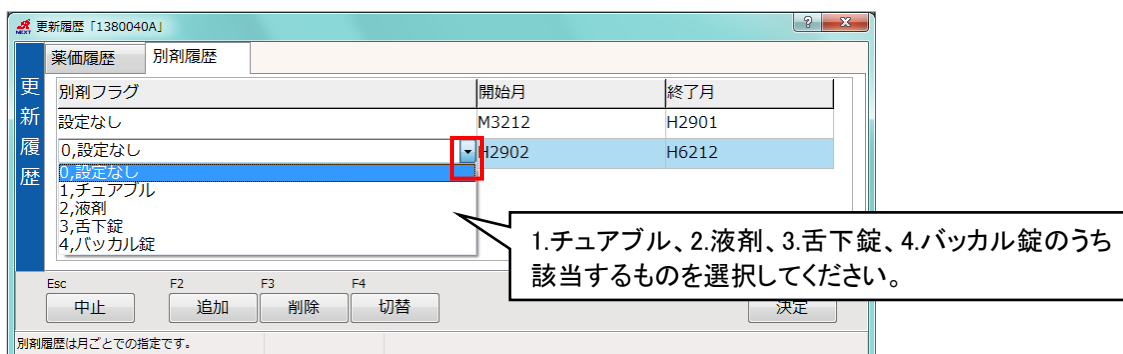 NEXT 更新履歴「1380040A」
薬価履歴 別剤履歴
更新履歴
別剤フラグ 開始月 終了月
設定なし M3212 H2901
0,設定なし H2902 H6212
0,設定なし
1,チュアブル
2,液剤
3,舌下錠
4,バッカル錠
1.チュアブル、2.液剤、3.舌下錠、4.バッカル錠のうち
該当するものを選択してください。
Esc F2 F3 F4
中止 追加 削除 切替 決定
別剤履歴は月ごとでの指定です。